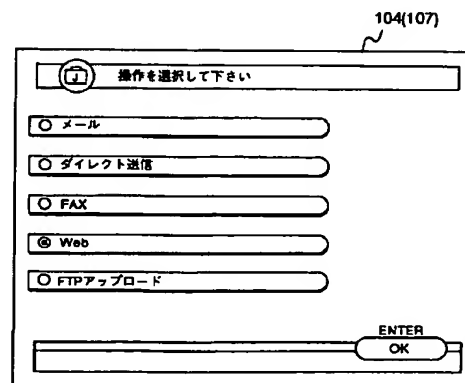 104(107)
J
操作を選択して下さい
メール
ダイレクト送信
FAX
Web
FTPアップロード
ENTER
OK